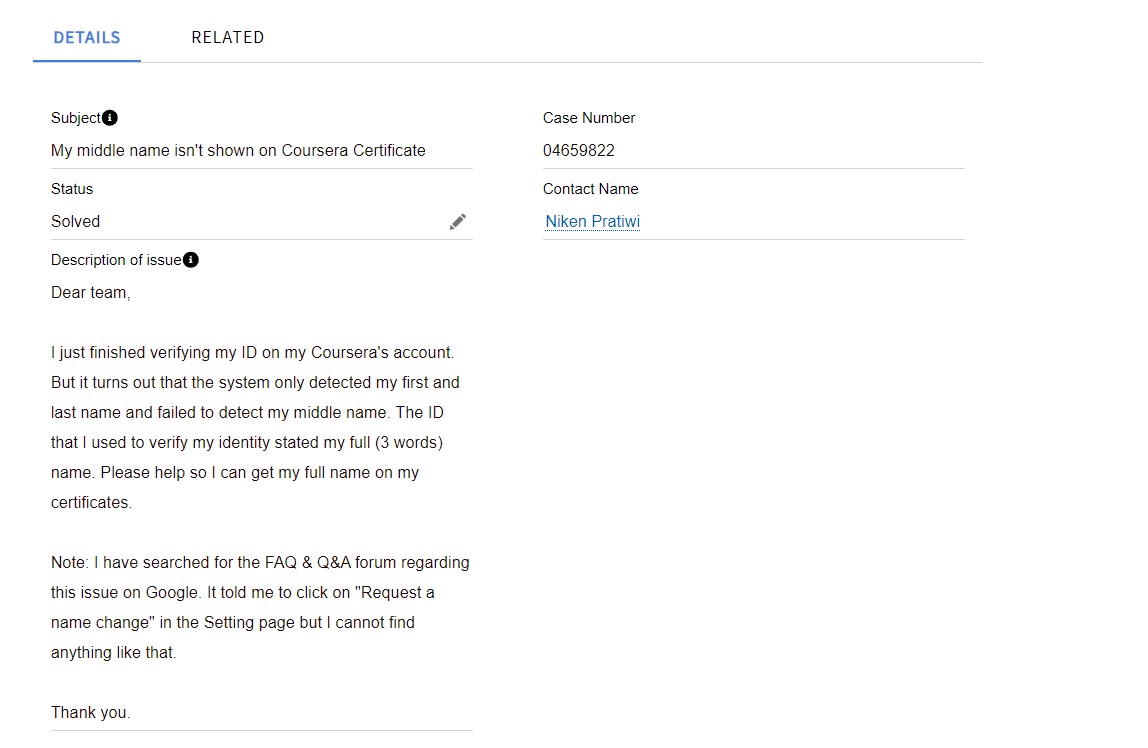 DETAILS RELATED
Subject
My middle name isn't shown on Coursera Certificate
Case Number
04659822
Status
Solved
Contact Name
Niken Pratiwi
Description of issue
Dear team,
I just finished verifying my ID on my Coursera's account.
But it turns out that the system only detected my first and
last name and failed to detect my middle name. The ID
that I used to verify my identity stated my full (3 words)
name. Please help so I can get my full name on my
certificates.
Note: I have searched for the FAQ & Q&A forum regarding
this issue on Google. It told me to click on "Request a
name change" in the Setting page but I cannot find
anything like that.
Thank you.